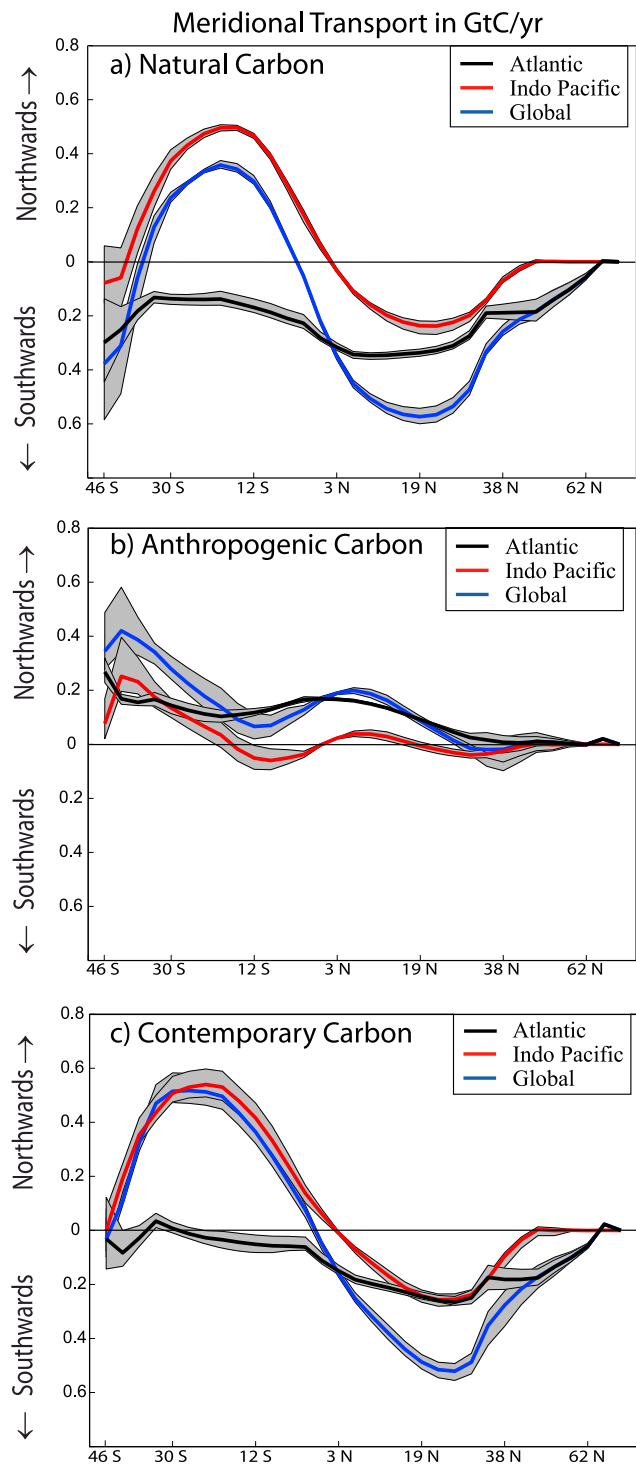 Meridional Transport in GtC/yr
a) Natural Carbon
Atlantic
Indo Pacific
Global
Northwards →
← Southwards
0.8
0.6
0.4
0.2
0
0.2
0.4
0.6
46 S 30 S 12 S 3 N 19 N 38 N 62 N
b) Anthropogenic Carbon
Atlantic
Indo Pacific
Global
Northwards →
← Southwards
0.8
0.6
0.4
0.2
0
0.2
0.4
0.6
46 S 30 S 12 S 3 N 19 N 38 N 62 N
c) Contemporary Carbon
Atlantic
Indo Pacific
Global
Northwards →
← Southwards
0.8
0.6
0.4
0.2
0
0.2
0.4
0.6
46 S 30 S 12 S 3 N 19 N 38 N 62 N